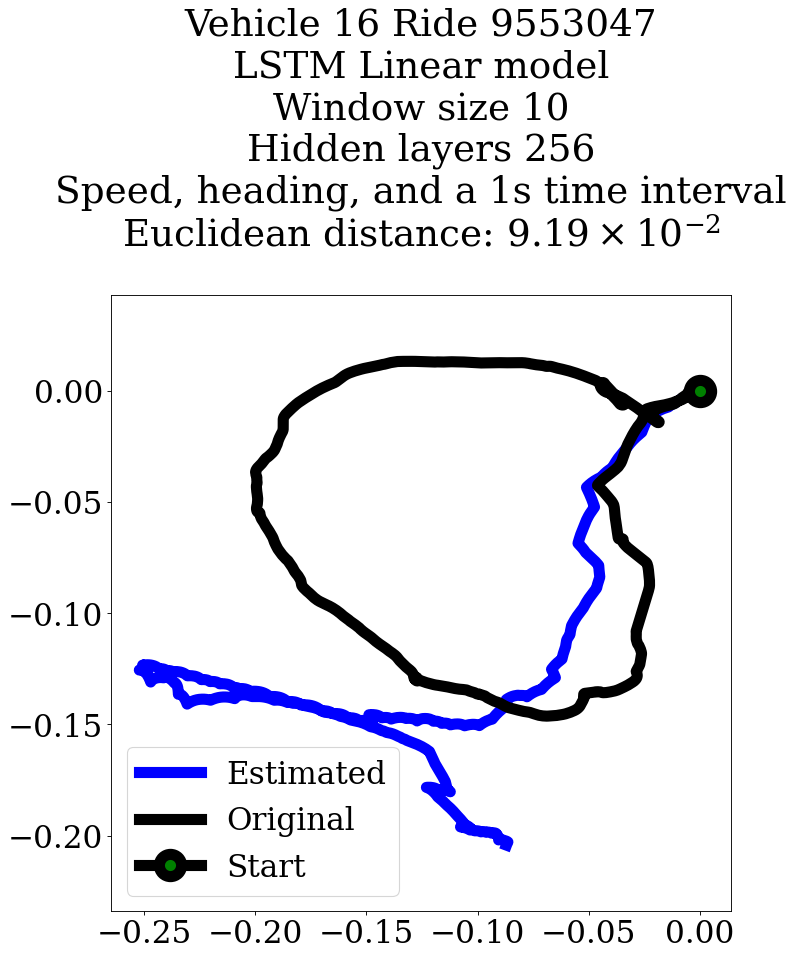 Vehicle 16 Ride 9553047
LSTM Linear model
Window size 10
Hidden layers 256
Speed, heading, and a 1s time interval
Euclidean distance: 9.19 × 10⁻²
0.00
−0.05
−0.10
−0.15
−0.20
Estimated
Original
Start
−0.25 −0.20 −0.15 −0.10 −0.05 0.00